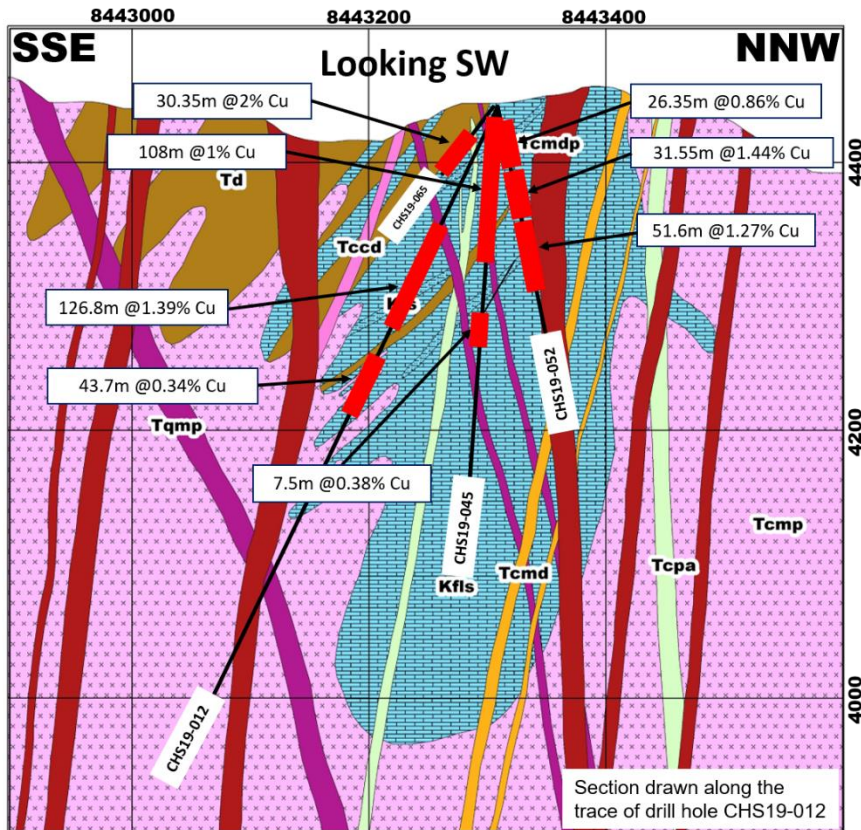 8443000
8443200
8443400
SSE
NNW
Looking SW
30.35m @2% Cu
26.35m @0.86% Cu
108m @1% Cu
Tcmdp
31.55m @1.44% Cu
4400
Td
CHS19-065
51.6m @1.27% Cu
Tccd
126.8m @1.39% Cu
43.7m @0.34% Cu
CHS19-052
Tqmp
4200
7.5m @0.38% Cu
CHS19-045
Tcmp
Tcpa
Tcmd
Kfls
4000
CHS19-012
Section drawn along the
trace of drill hole CHS19-012